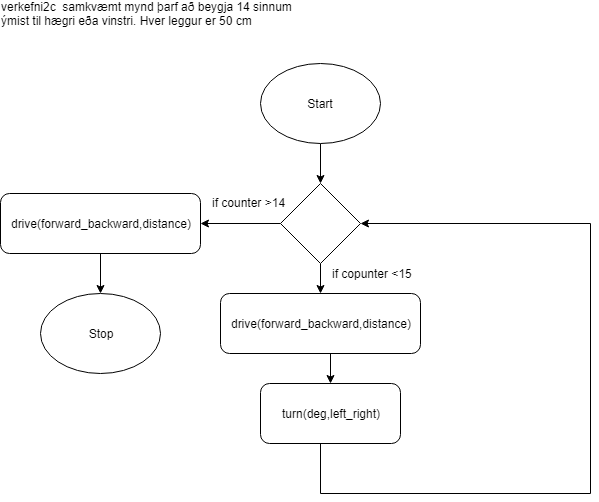 verkefni2c  samkvæmt mynd þarf að beygja 14 sinnum
ýmist til hægri eða vinstri. Hver leggur er 50 cm
Start
if counter >14
drive(forward_backward,distance)
if copunter <15
Stop
drive(forward_backward,distance)
turn(deg,left_right)